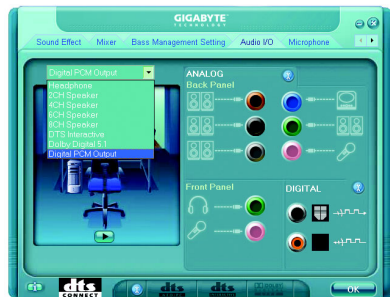 GIGABYTE
TECHNOLOGY
Sound Effect
Mixer
Bass Management Setting
Audio I/O
Microphone
Digital PCM Output
ANALOG
Back Panel
Headphone
2CH Speaker
4CH Speaker
6CH Speaker
8CH Speaker
DTS Interactive
Dolby Digital 5.1
Digital PCM Output
Front Panel
DIGITAL
dts
CONNECT
dts
dts
OK